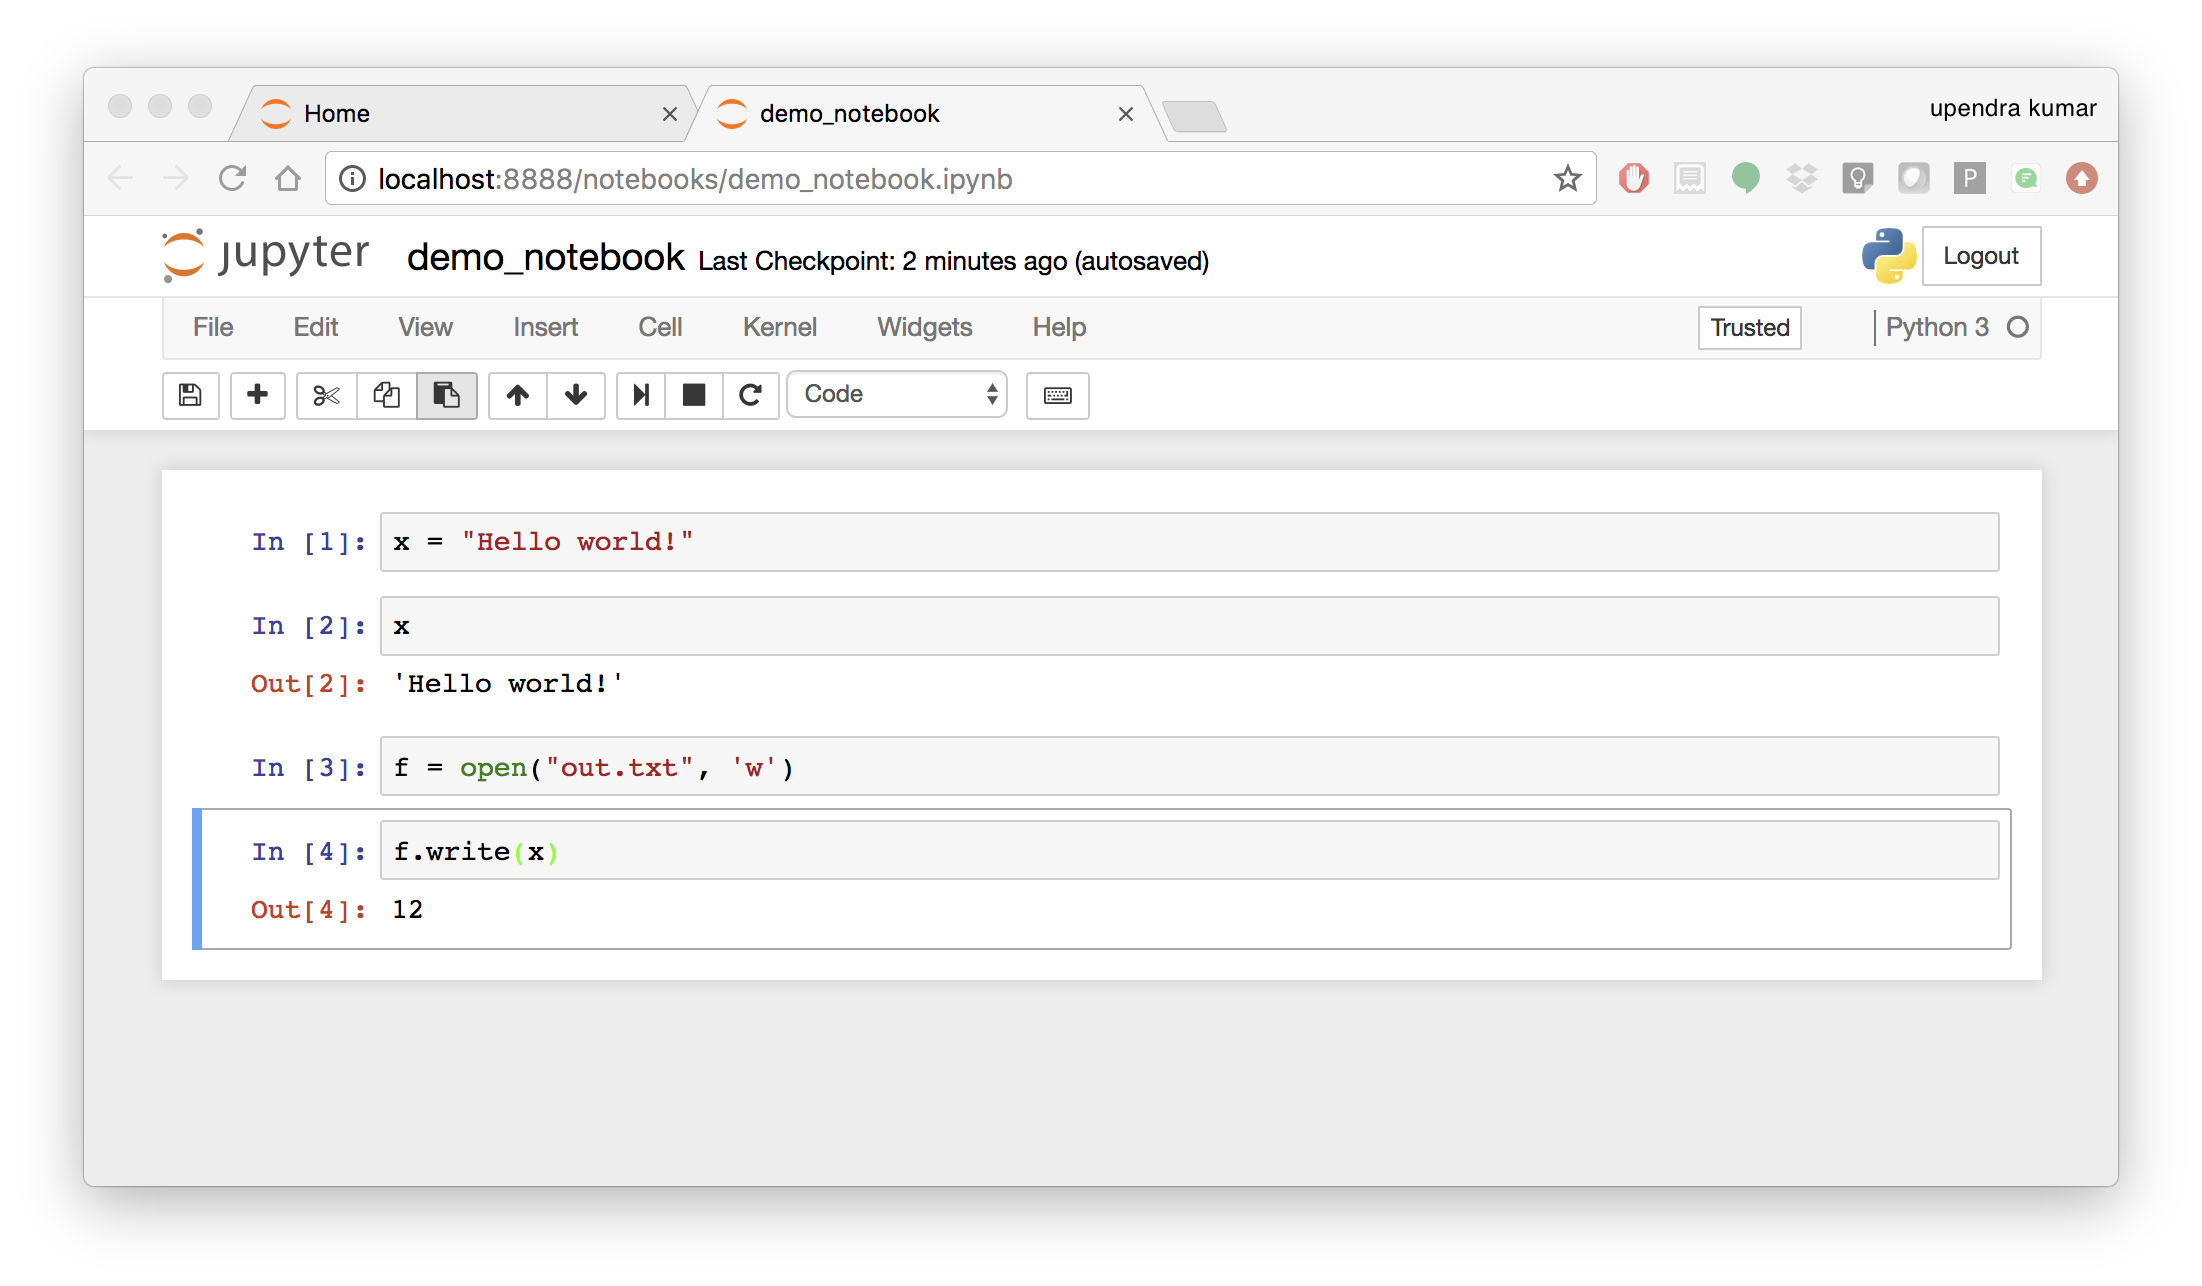 Home
demo_notebook
upendra kumar
localhost:8888/notebooks/demo_notebook.ipynb
P
jupyter demo_notebook Last Checkpoint: 2 minutes ago (autosaved)
Logout
File Edit View Insert Cell Kernel Widgets Help Trusted Python 3
Code
In [1]: x = "Hello world!"
In [2]: x
Out[2]: 'Hello world!'
In [3]: f = open("out.txt", 'w')
In [4]: f.write(x)
Out[4]: 12